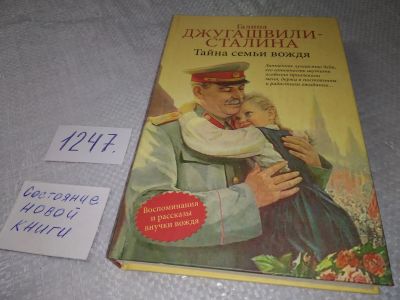 Галина
ДЖУГАШВИЛИ-
СТАЛИНА
Тайна семьи вождя
Воспоминания
и рассказы
внучки вождя
1247.
Состояние
новой
книги